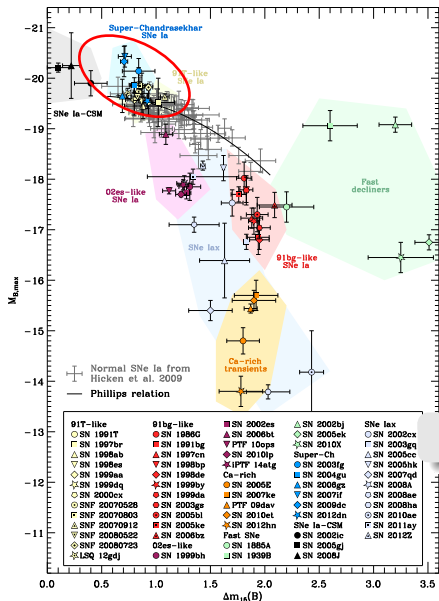 -21
-20
-19
-18
-17
-16
-15
-14
-13
-12
-11
M_B,max
Super-Chandrasekhar
SNe Ia
91T-like
SNe Ia
SNe Ia-CSM
02es-like
SNe Ia
Fast
decliners
SNe Iax
91bg-like
SNe Ia
Ca-rich
transients
Normal SNe Ia from
Hicken et al. 2009
Phillips relation
91T-like
SN 1991T
SN 1997br
SN 1998ab
SN 1998es
SN 1999aa
SN 1999dq
SN 2000cx
SNF 20070528
SNF 20070803
SNF 20070912
SNF 20080522
SNF 20080723
LSQ 12gdj
91bg-like
SN 1986G
SN 1991bg
SN 1997cn
SN 1998bp
SN 1998de
SN 1999by
SN 1999da
SN 2003gs
SN 2005bl
SN 2005ke
SN 2006bz
02es-like
SN 1999bh
SN 2002es
SN 2006bt
PTF 10ops
SN 2010lp
iPTF 14atg
Ca-rich
SN 2005E
SN 2007ke
PTF 09dav
SN 2010et
SN 2012hn
Fast SNe
SN 1885A
SN 1939B
SN 2002bj
SN 2005ek
SN 2010X
Super-Ch
SN 2003fg
SN 2006gz
SN 2007if
SN 2009dc
SN 2012dn
SNe Ia-CSM
SN 2002ic
SN 2005gj
SN 2008J
SNe Iax
SN 2002cx
SN 2003gq
SN 2005cc
SN 2005hk
SN 2007qd
SN 2008A
SN 2008ae
SN 2008ha
SN 2010ae
SN 2011ay
SN 2012Z
0.0 0.5 1.0 1.5 2.0 2.5 3.0 3.5
Δm₁₅(B)